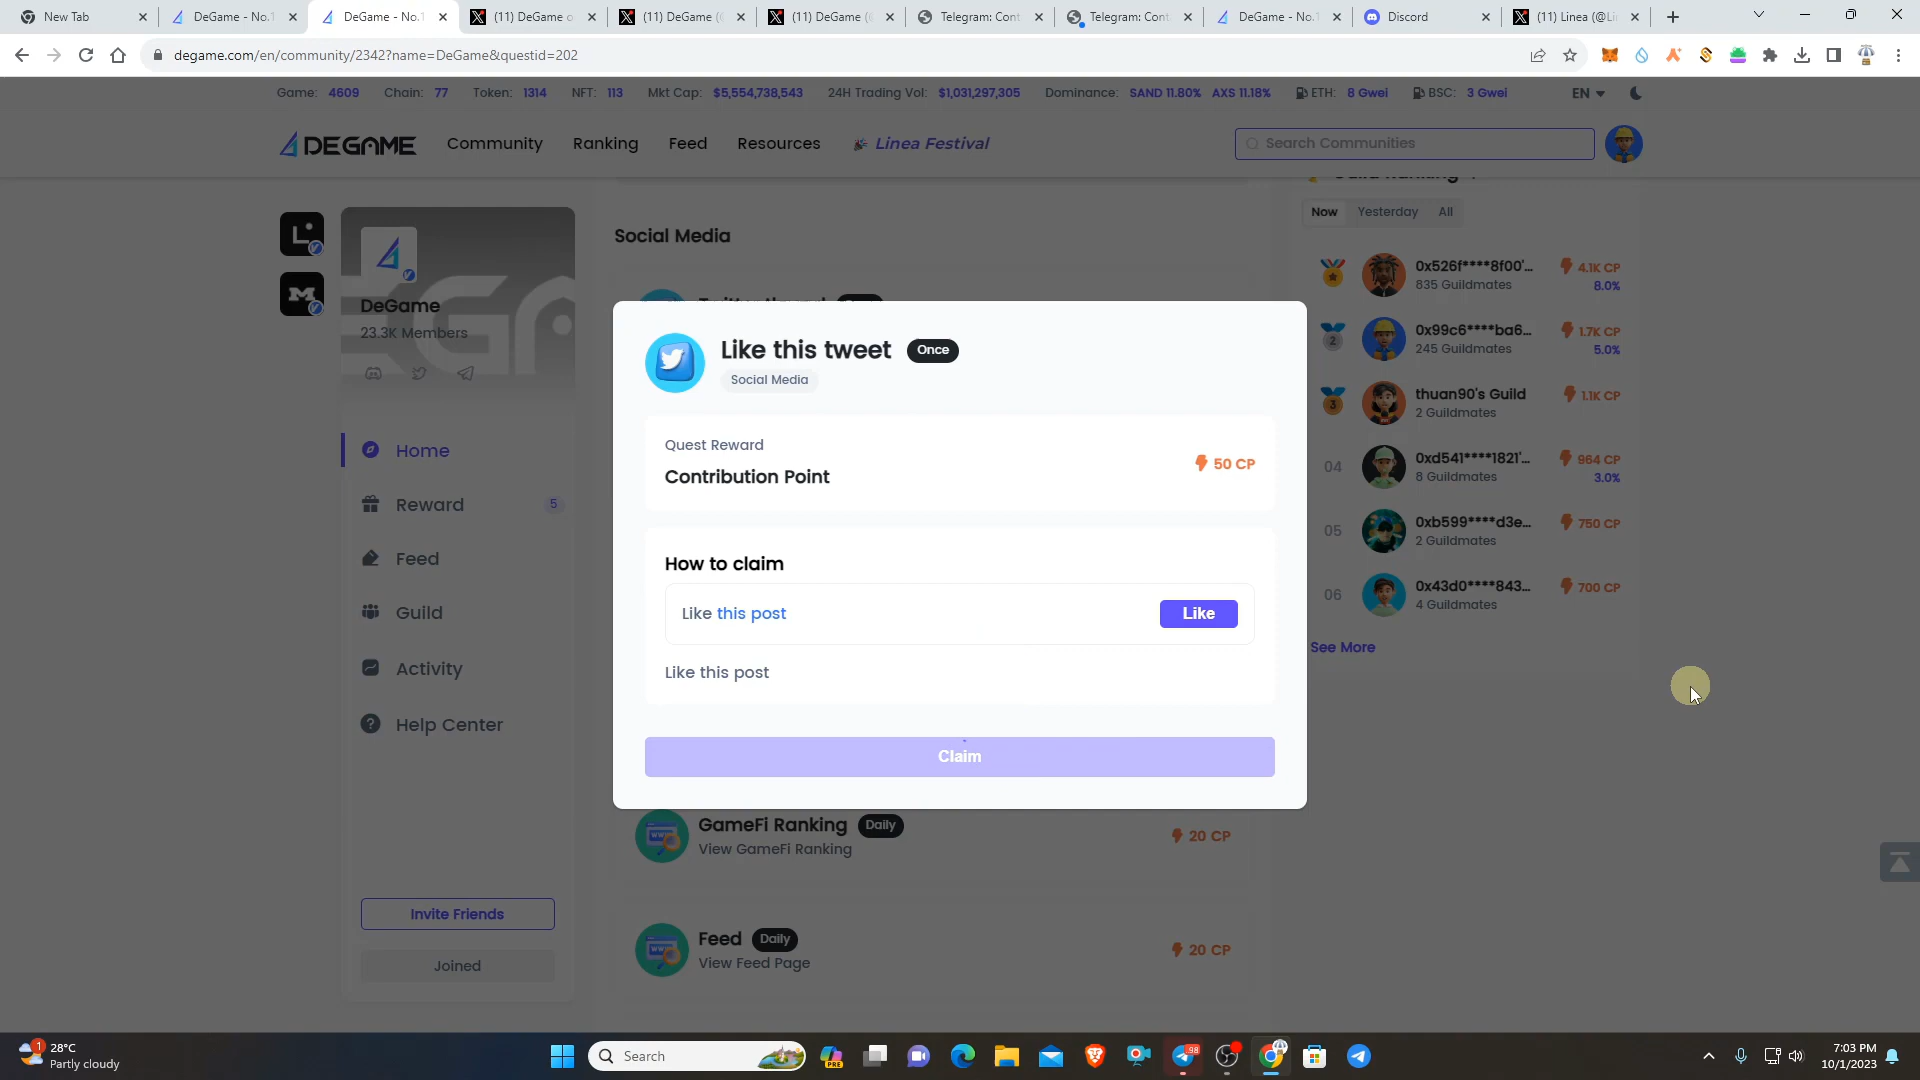 New Tab
DeGame - No.1
DeGame - No.1
(11) DeGame o
(11) DeGame (
(11) DeGame (
Telegram: Cont
Telegram: Cont
DeGame - No.
Discord
(11) Linea (@Li
degame.com/en/community/2342?name=DeGame&questid=202
Game: 4609 Chain: 77 Token: 1314 NFT: 113 Mkt Cap: $5,554,738,543 24H Trading Vol: $1,031,297,305 Dominance: SAND 11.80% AXS 11.18% ETH: 8 Gwei BSC: 3 Gwei EN
DEGAME Community Ranking Feed Resources Linea Festival Search Communities
DeGame
23.3K Members
Home
Reward 5
Feed
Guild
Activity
Help Center
Invite Friends
Joined
Social Media
Like this tweet Once
Social Media
Quest Reward
Contribution Point
50 CP
How to claim
Like this post Like
Like this post
Claim
GameFi Ranking Daily
View GameFi Ranking
20 CP
Feed Daily
View Feed Page
20 CP
Now Yesterday All
0x526f****8f00'... 4.1K CP
835 Guildmates 8.0%
2 0x99c6****ba6... 1.7K CP
245 Guildmates 5.0%
3 thuan90's Guild 1.1K CP
2 Guildmates
04 0xd541****1821'... 964 CP
8 Guildmates 3.0%
05 0xb599****d3e... 750 CP
2 Guildmates
06 0x43d0****843... 700 CP
4 Guildmates
See More
1
28°C
Partly cloudy
Search
PRE
98
7:03 PM
10/1/2023